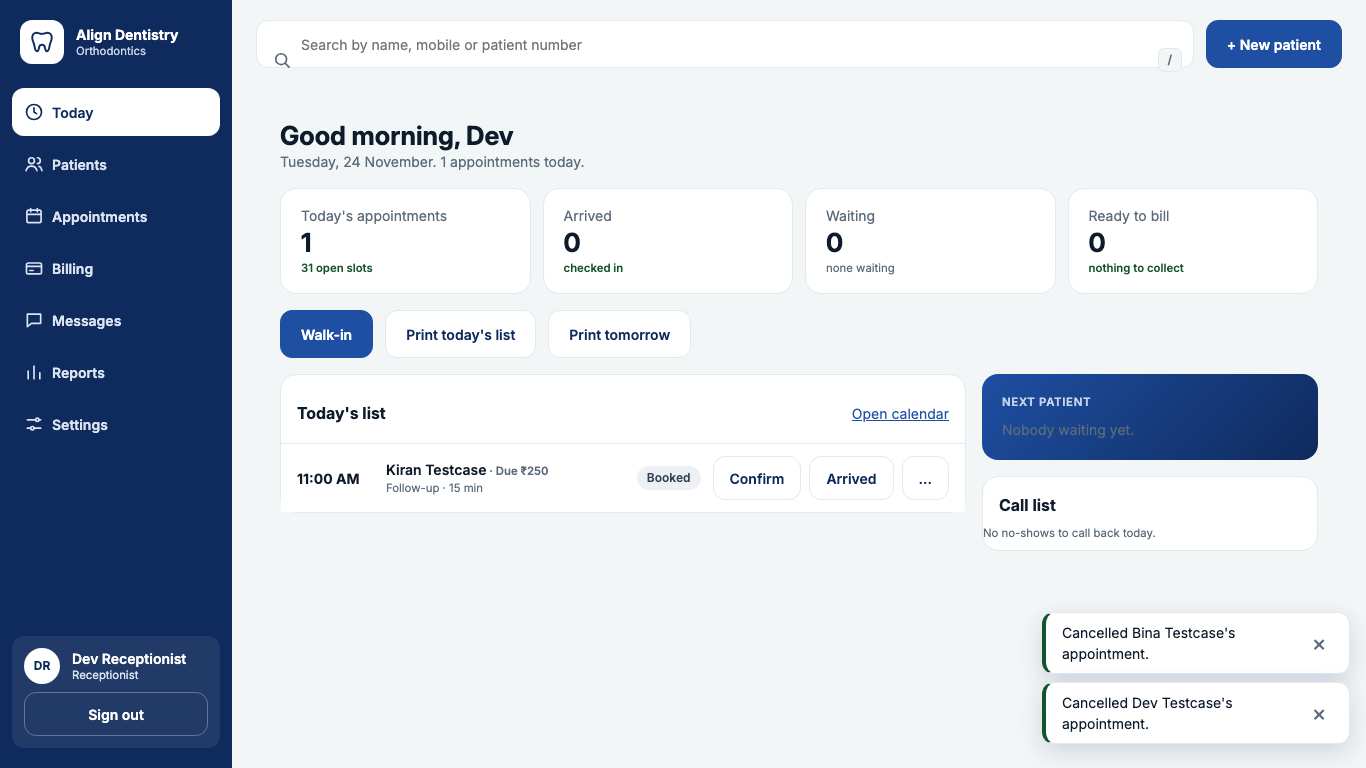 Align Dentistry
Orthodontics
Today
Patients
Appointments
Billing
Messages
Reports
Settings
DR
Dev Receptionist
Receptionist
Sign out
Search by name, mobile or patient number
/
+ New patient
Good morning, Dev
Tuesday, 24 November. 1 appointments today.
Today's appointments
1
31 open slots
Arrived
0
checked in
Waiting
0
none waiting
Ready to bill
0
nothing to collect
Walk-in
Print today's list
Print tomorrow
Today's list
Open calendar
11:00 AM
Kiran Testcase · Due ₹250
Follow-up · 15 min
Booked
Confirm
Arrived
...
NEXT PATIENT
Nobody waiting yet.
Call list
No no-shows to call back today.
Cancelled Bina Testcase's
appointment.
Cancelled Dev Testcase's
appointment.